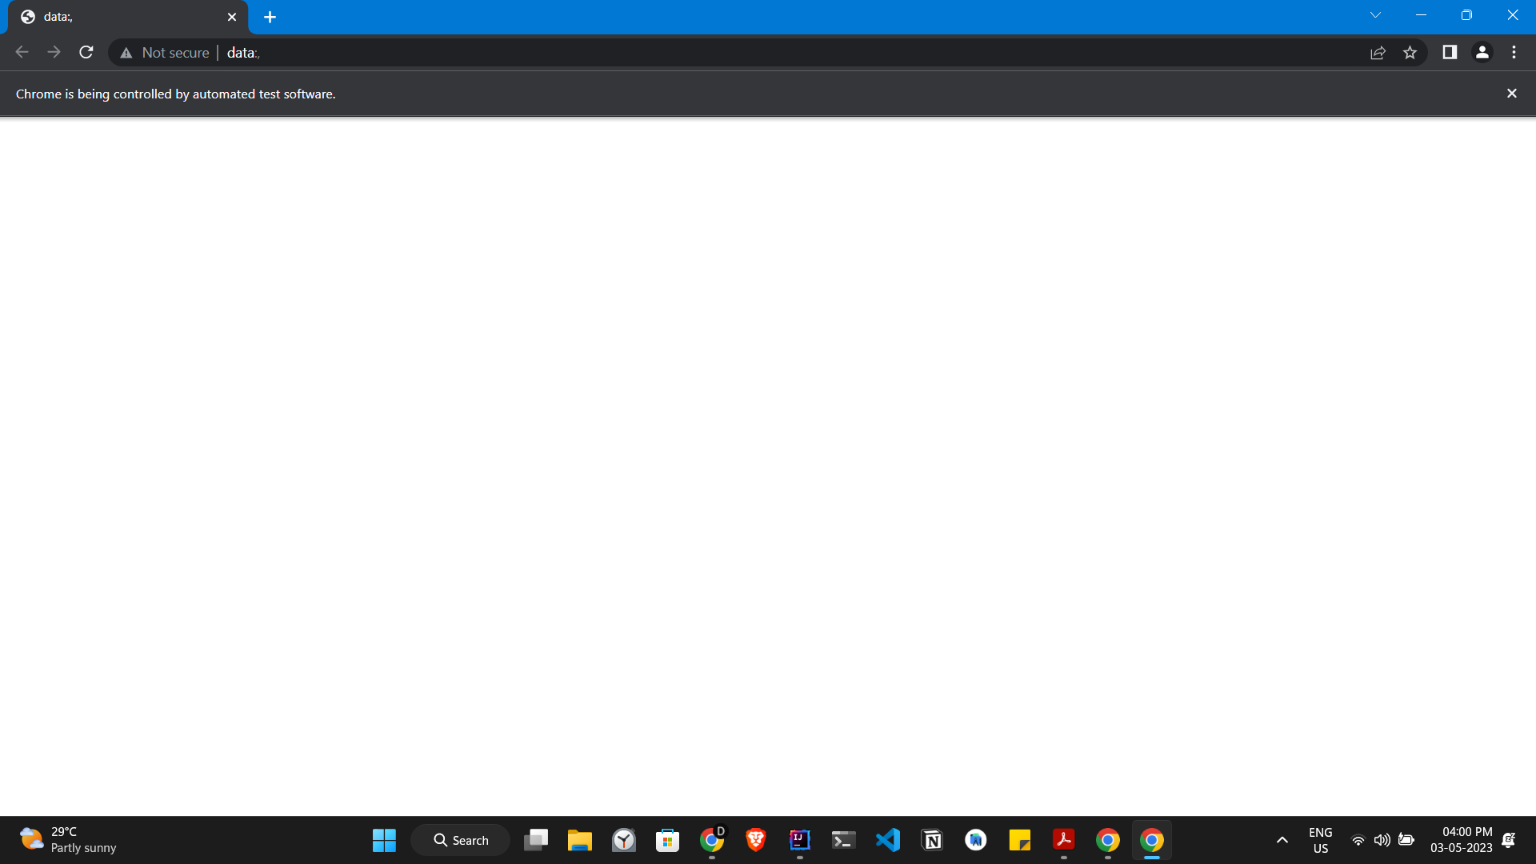 data:,
Not secure
data:,
Chrome is being controlled by automated test software.
29°C
Partly sunny
Search
D
ENG
US
04:00 PM
03-05-2023